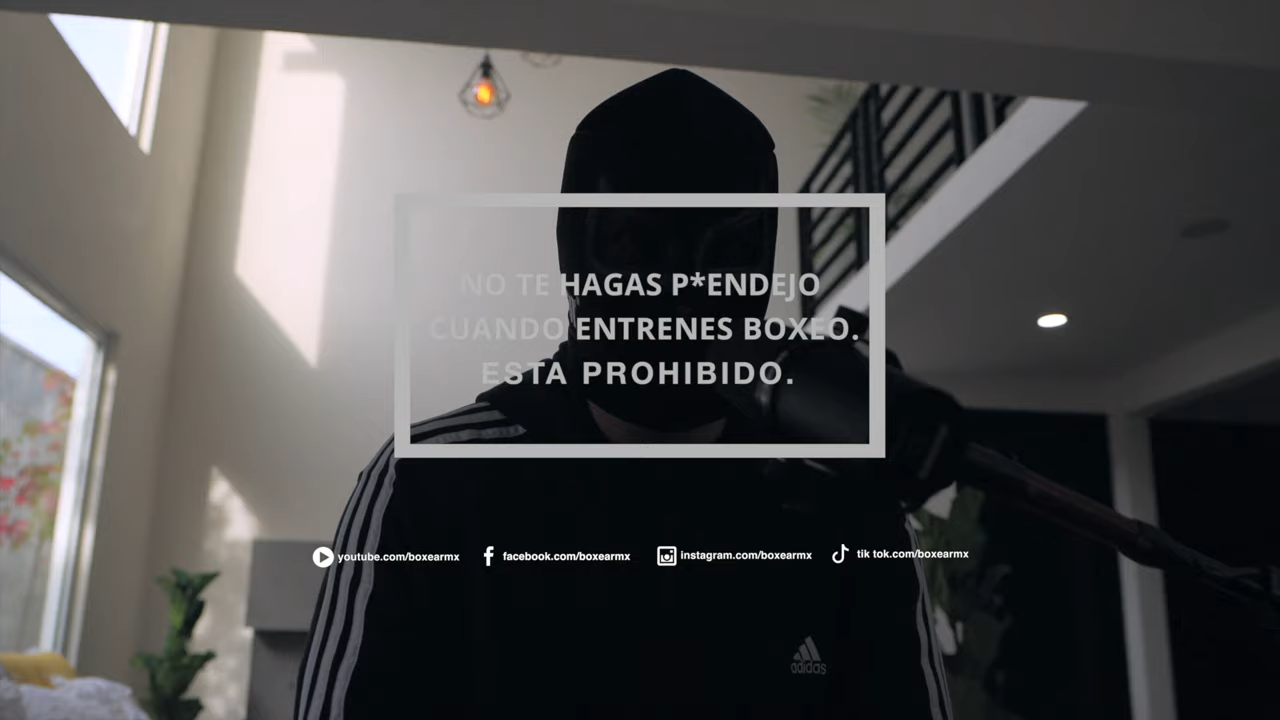 NO TE HAGAS P*ENDEJO
CUANDO ENTRENES BOXEO.
ESTA PROHIBIDO.
youtube.com/boxearmx facebook.com/boxearmx instagram.com/boxearmx tik tok.com/boxearmx
adidas